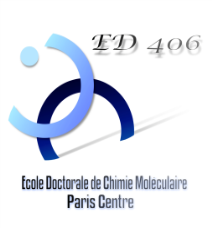 ED 406
Ecole Doctorale de Chimie Moleculaire
Paris Centre